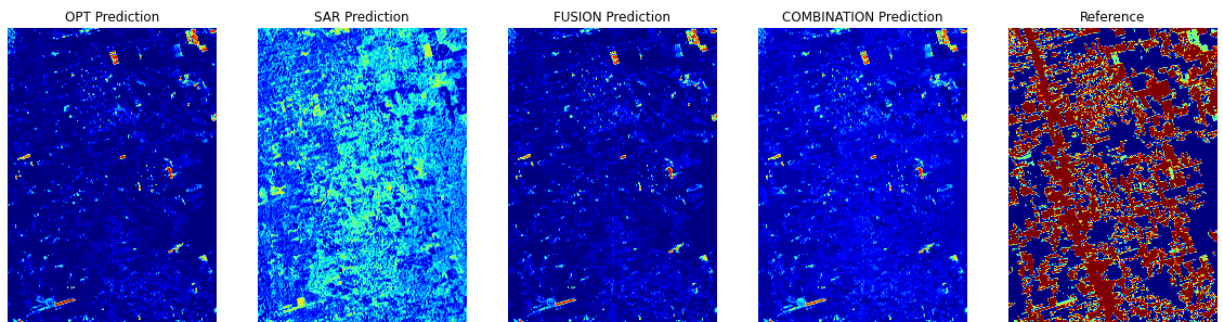 OPT Prediction
SAR Prediction
FUSION Prediction
COMBINATION Prediction
Reference